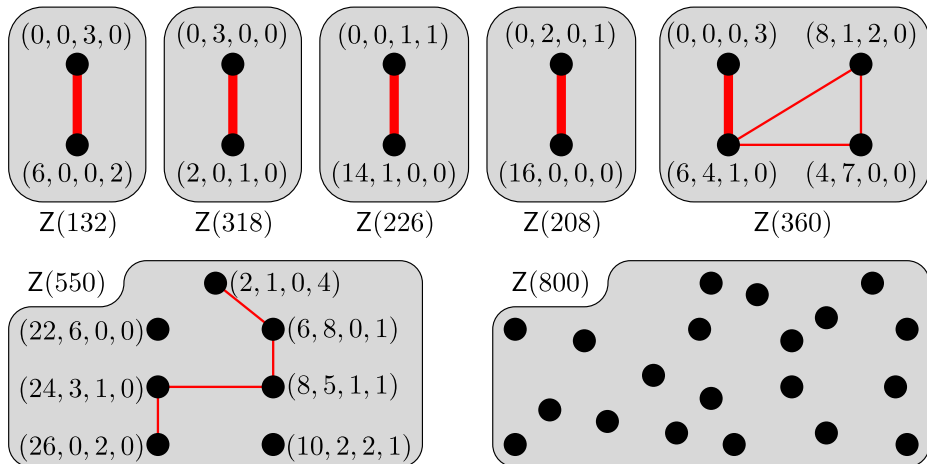 (0, 0, 3, 0) (0, 3, 0, 0) (0, 0, 1, 1) (0, 2, 0, 1) (0, 0, 0, 3) (8, 1, 2, 0)
(6, 0, 0, 2) (2, 0, 1, 0) (14, 1, 0, 0) (16, 0, 0, 0) (6, 4, 1, 0) (4, 7, 0, 0)
Z(132) Z(318) Z(226) Z(208) Z(360)
Z(550) (2, 1, 0, 4) Z(800)
(22, 6, 0, 0) (6, 8, 0, 1)
(24, 3, 1, 0) (8, 5, 1, 1)
(26, 0, 2, 0) (10, 2, 2, 1)